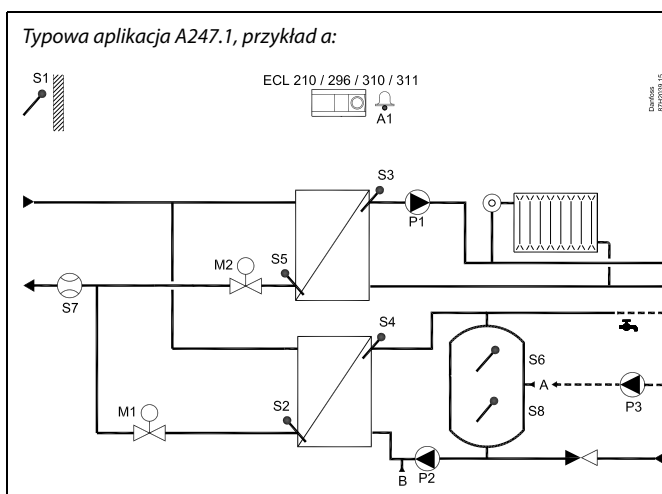 Typowa aplikacja A247.1, przykład a:
S1
ECL 210 / 296 / 310 / 311
A1
Danfoss
S3
P1
S5
M2
S7
S4
S6
A
S8
P3
M1
S2
B
P2